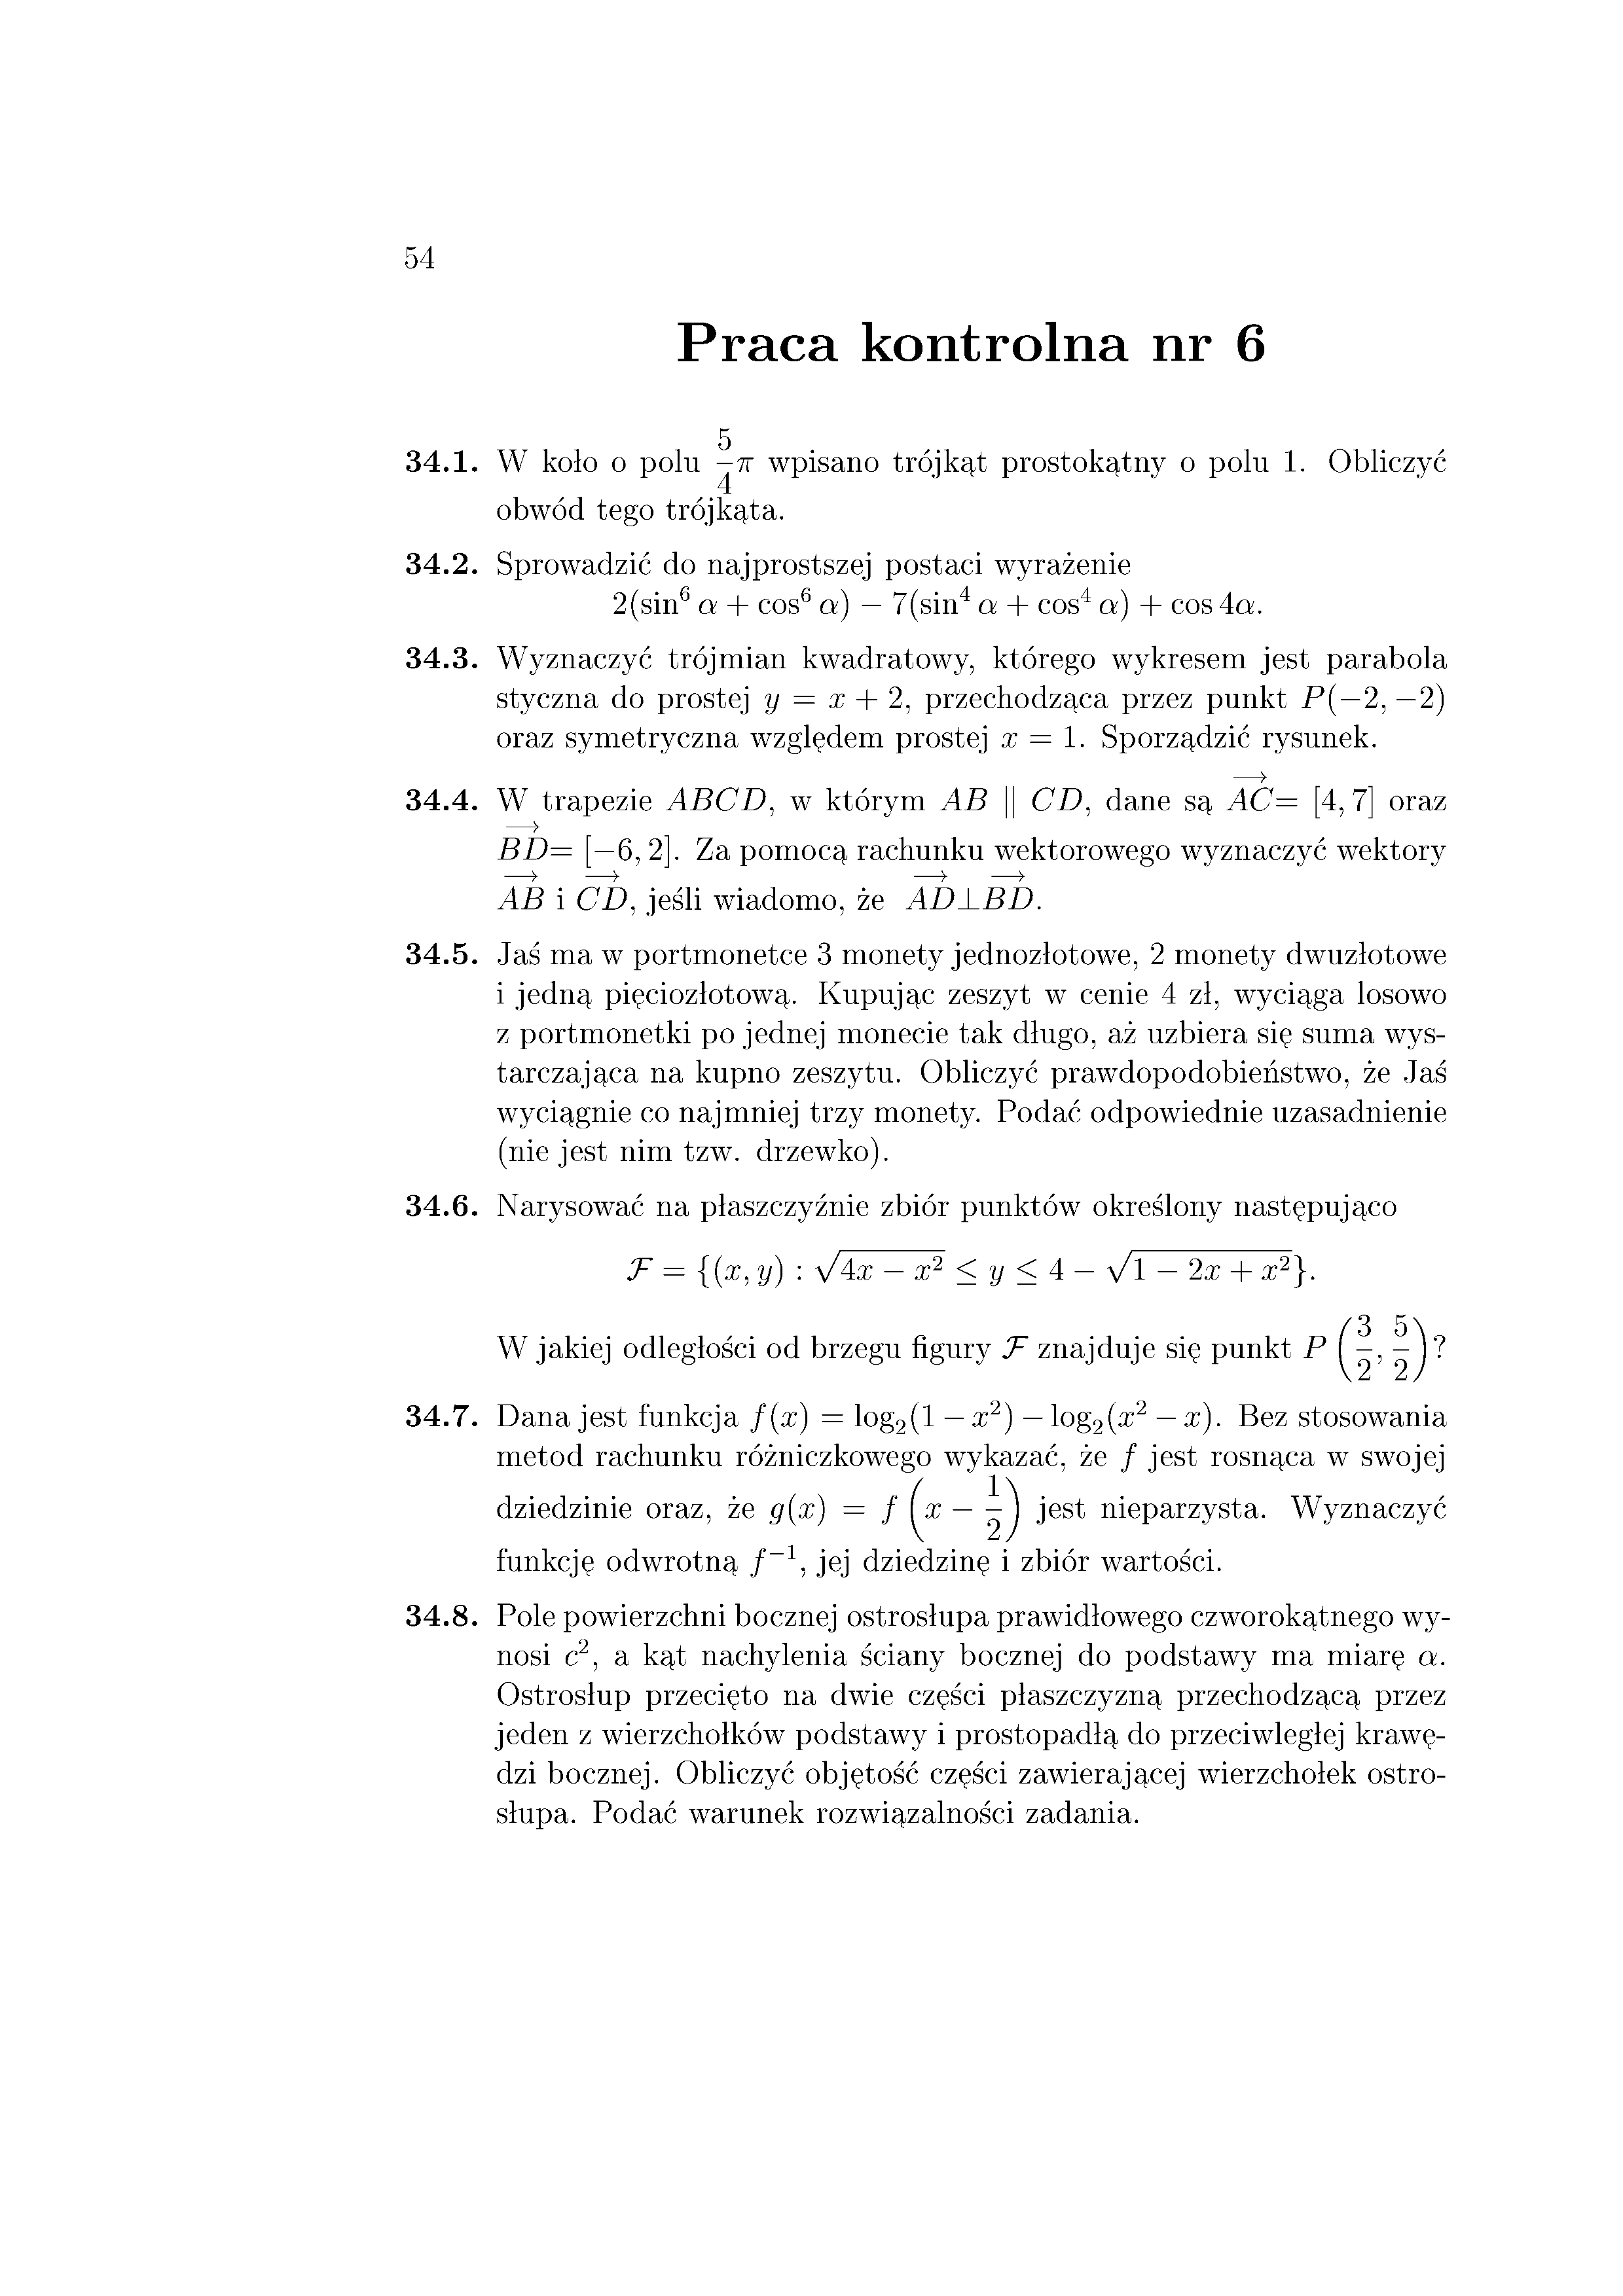 54
Praca kontrolna nr 6
34.1. W koło o polu $\frac{5}{4}\pi$ wpisano trójkąt prostokątny o polu 1. Obliczyć
obwód tego trójkąta.
34.2. Sprowadzić do najprostszej postaci wyrażenie
$2(\sin^6 \alpha + \cos^6 \alpha) - 7(\sin^4 \alpha + \cos^4 \alpha) + \cos 4\alpha.$
34.3. Wyznaczyć trójmian kwadratowy, którego wykresem jest parabola
styczna do prostej $y = x + 2$, przechodząca przez punkt $P(-2, -2)$
oraz symetryczna względem prostej $x = 1$. Sporządzić rysunek.
34.4. W trapezie $ABCD$, w którym $AB \parallel CD$, dane są $\overrightarrow{AC} = [4, 7]$ oraz
$\overrightarrow{BD} = [-6, 2]$. Za pomocą rachunku wektorowego wyznaczyć wektory
$\overrightarrow{AB}$ i $\overrightarrow{CD}$, jeśli wiadomo, że $\overrightarrow{AD} \perp \overrightarrow{BD}$.
34.5. Jaś ma w portmonetce 3 monety jednozłotowe, 2 monety dwuzłotowe
i jedną pięciozłotową. Kupując zeszyt w cenie 4 zł, wyciąga losowo
z portmonetki po jednej monecie tak długo, aż uzbiera się suma wys-
tarczająca na kupno zeszytu. Obliczyć prawdopodobieństwo, że Jaś
wyciągnie co najmniej trzy monety. Podać odpowiednie uzasadnienie
(nie jest nim tzw. drzewko).
34.6. Narysować na płaszczyźnie zbiór punktów określony następująco
$\mathcal{F} = \{(x, y) : \sqrt{4x - x^2} \leq y \leq 4 - \sqrt{1 - 2x + x^2}\}.$
W jakiej odległości od brzegu figury $\mathcal{F}$ znajduje się punkt $P\left(\frac{3}{2}, \frac{5}{2}\right)$?
34.7. Dana jest funkcja $f(x) = \log_2(1 - x^2) - \log_2(x^2 - x)$. Bez stosowania
metod rachunku różniczkowego wykazać, że $f$ jest rosnąca w swojej
dziedzinie oraz, że $g(x) = f\left(x - \frac{1}{2}\right)$ jest nieparzysta. Wyznaczyć
funkcję odwrotną $f^{-1}$, jej dziedzinę i zbiór wartości.
34.8. Pole powierzchni bocznej ostrosłupa prawidłowego czworokątnego wy-
nosi $c^2$, a kąt nachylenia ściany bocznej do podstawy ma miarę $\alpha$.
Ostrosłup przecięto na dwie części płaszczyzną przechodzącą przez
jeden z wierzchołków podstawy i prostopadłą do przeciwległej krawę-
dzi bocznej. Obliczyć objętość części zawierającej wierzchołek ostro-
słupa. Podać warunek rozwiązalności zadania.